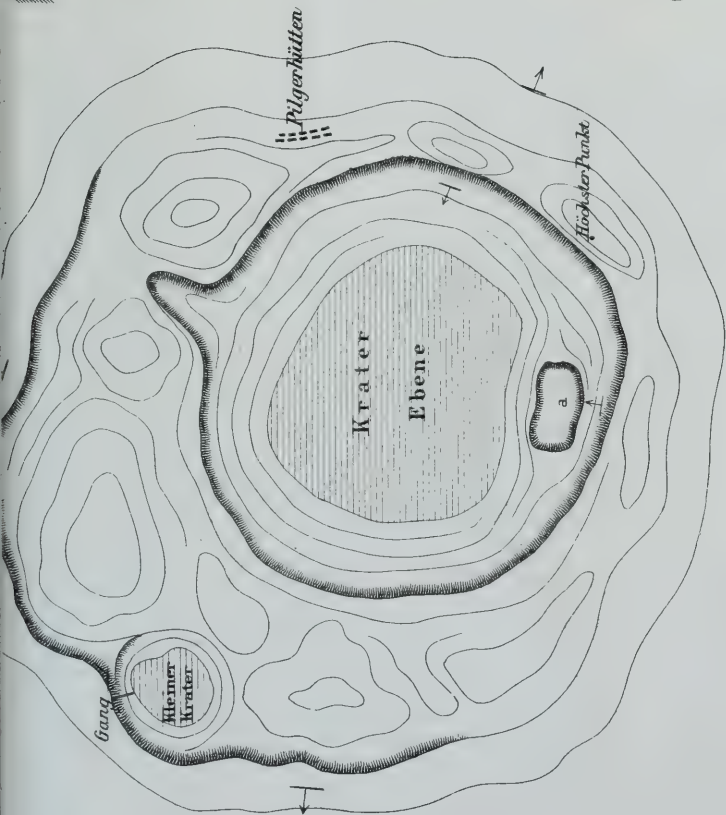 Pilgerhütten
Höchster Punkt
Krater
Ebene
a
Gang
Kleiner
Krater